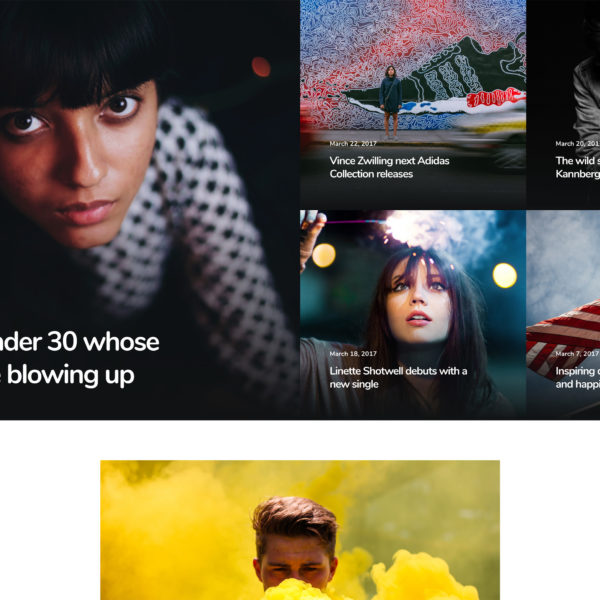 nder 30 whose
blowing up
March 22, 2017
Vince Zwilling next Adidas
Collection releases
March 20, 201
The wild s
Kannberg
March 18, 2017
Linette Shotwell debuts with a
new single
March 7, 2017
Inspiring
and happi